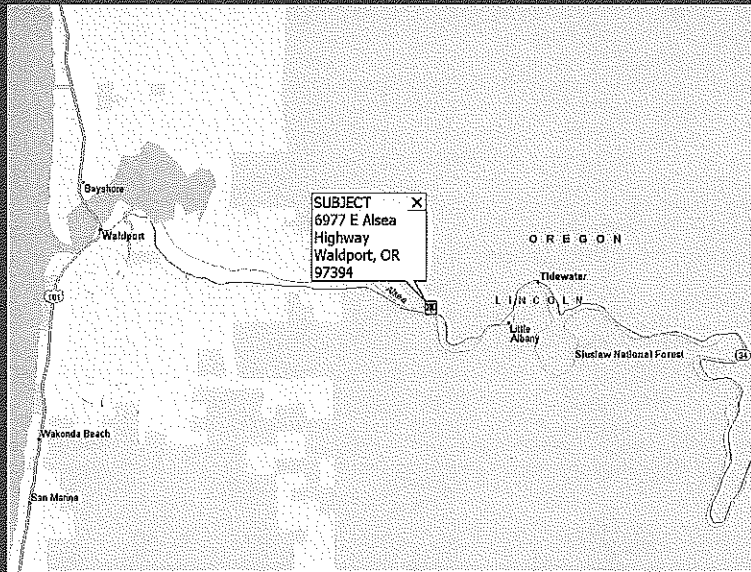 Bayshore
Waldport
SUBJECT X
6977 E Alsea
Highway
Waldport, OR
97394
OREGON
Tidewater
Alsea
LINCOLN
101
Little
Albany
Siuslaw National Forest
34
Wakonda Beach
San Marine